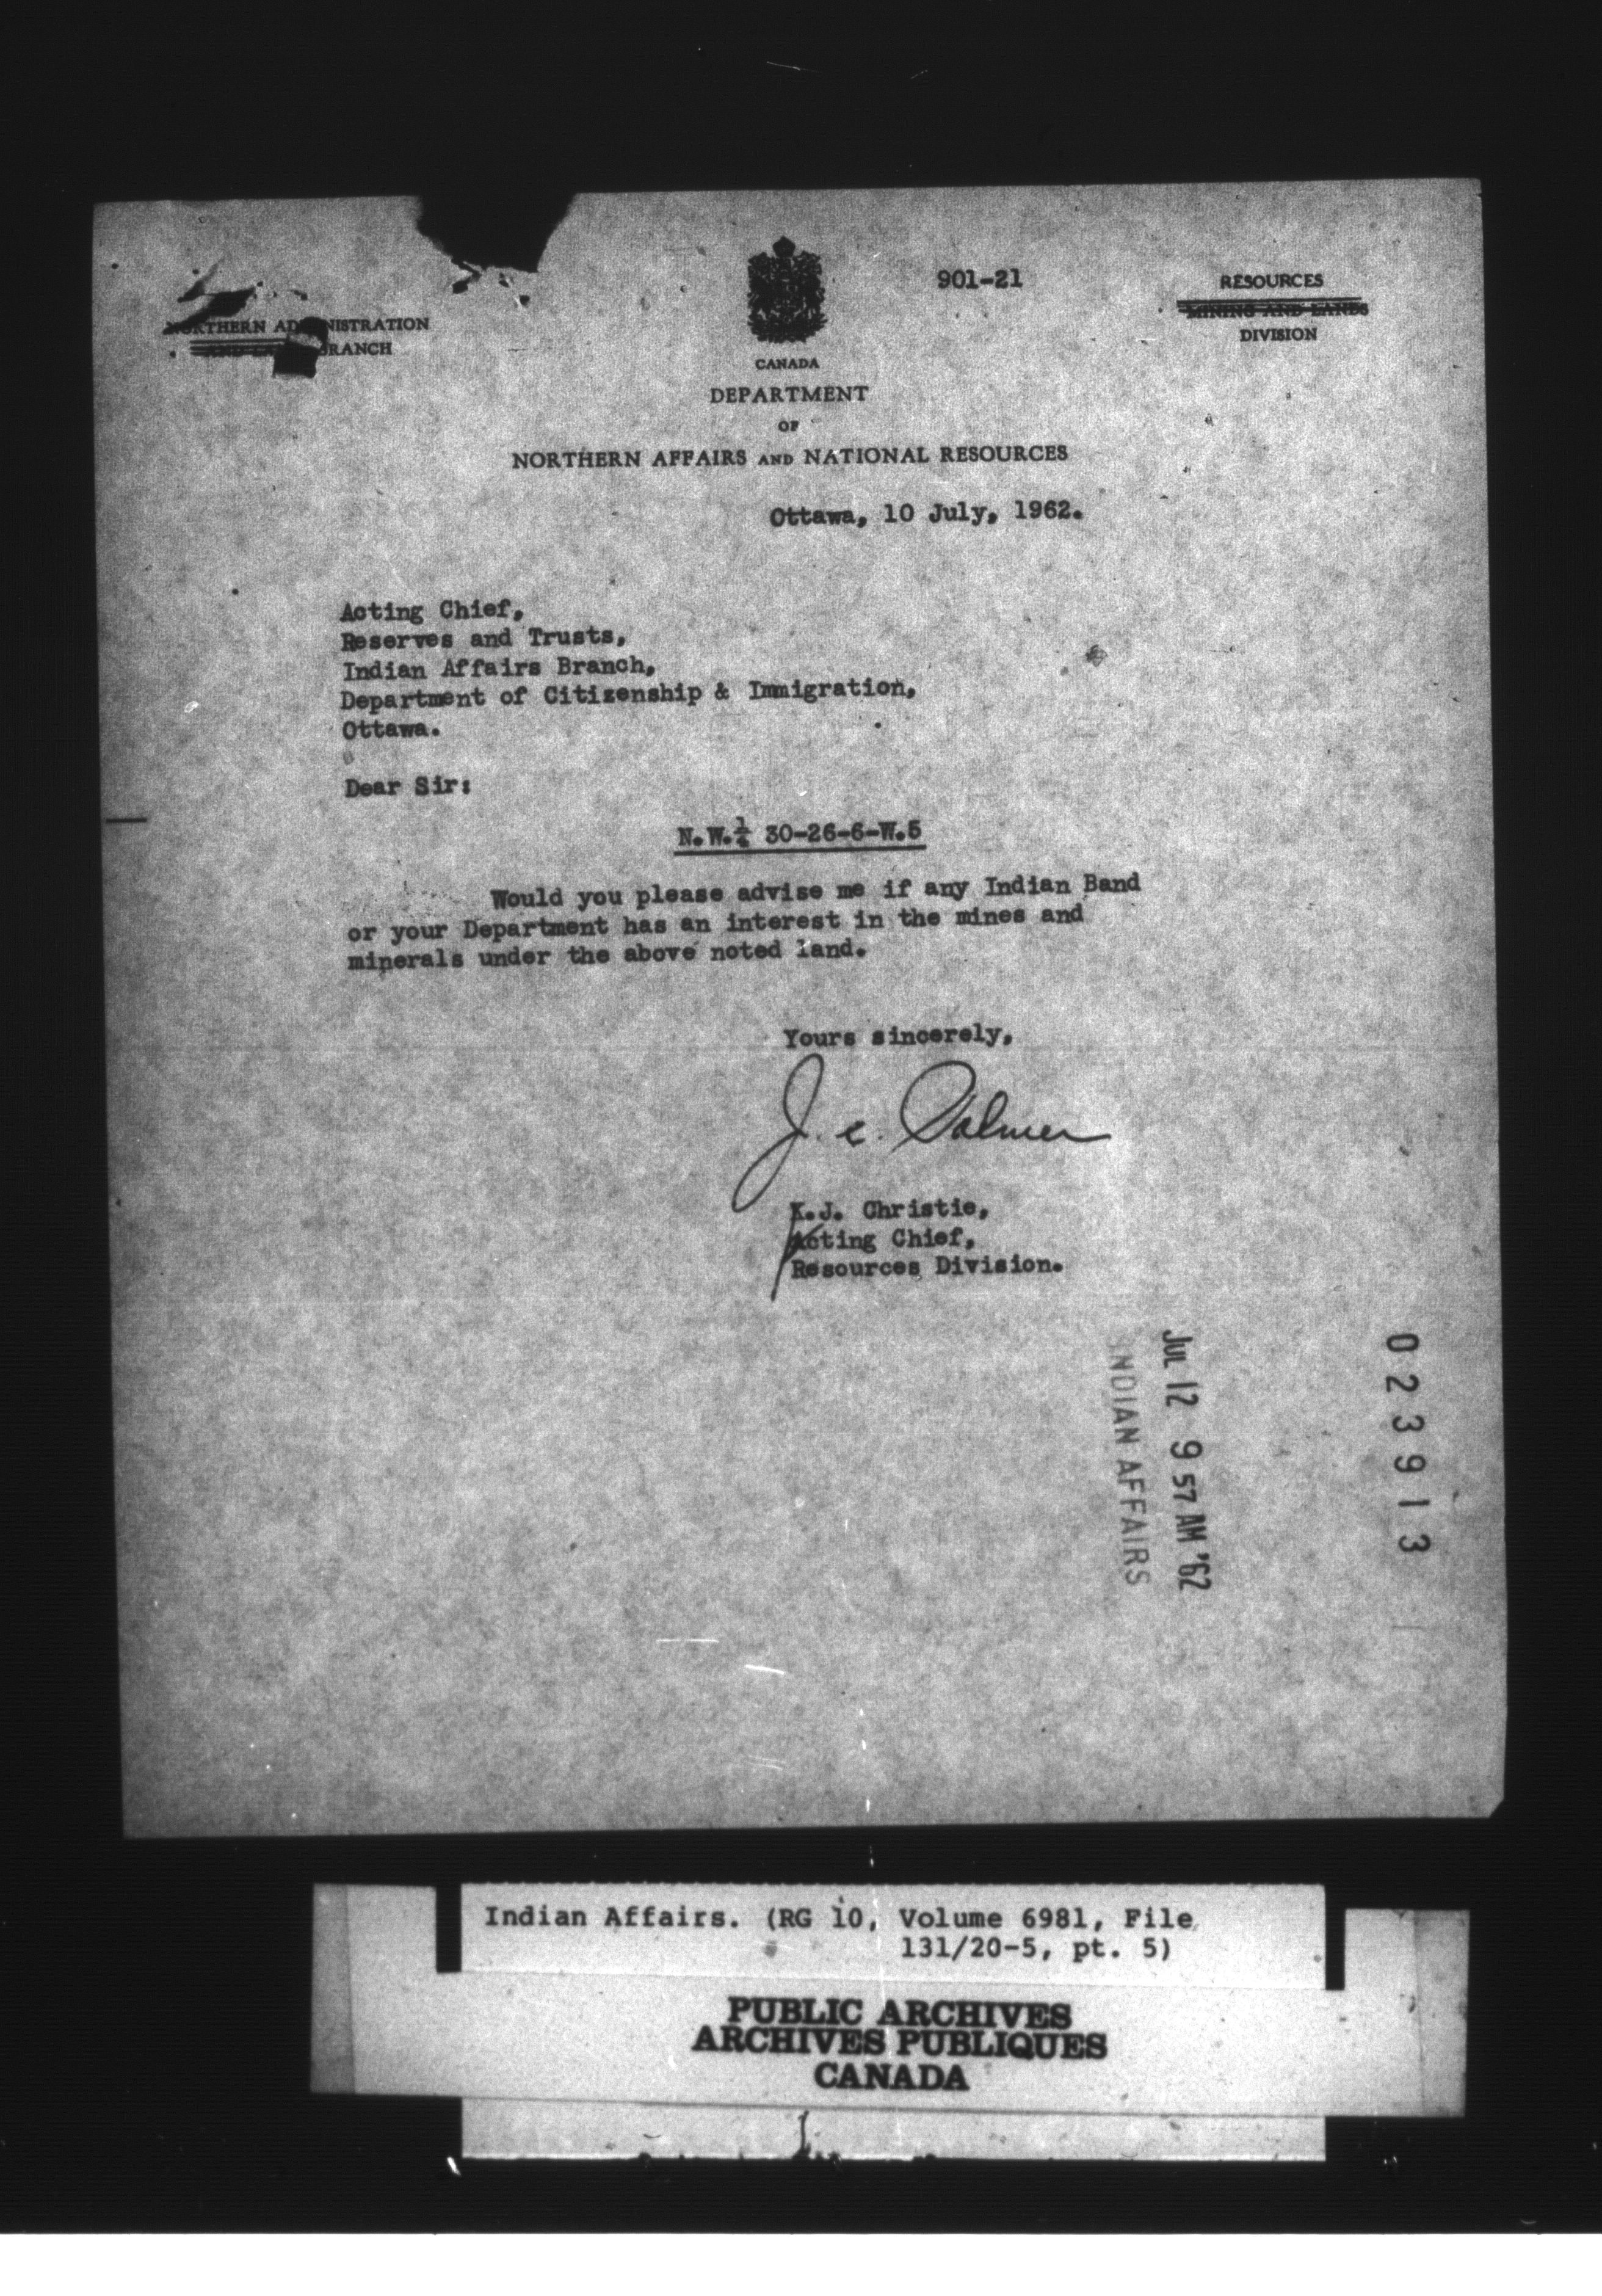 901-21
RESOURCES
MINING AND LANDS
DIVISION
NORTHERN ADMINISTRATION
AND LANDS BRANCH
CANADA
DEPARTMENT
OF
NORTHERN AFFAIRS AND NATIONAL RESOURCES
Ottawa, 10 July, 1962.
Acting Chief,
Reserves and Trusts,
Indian Affairs Branch,
Department of Citizenship & Immigration,
Ottawa.
Dear Sir:
N.W.¼ 30-26-6-W.5
Would you please advise me if any Indian Band
or your Department has an interest in the mines and
minerals under the above noted land.
Yours sincerely,
J. E. Palmer
K.J. Christie,
Acting Chief,
Resources Division.
JUL 12 9 57 AM '62
INDIAN AFFAIRS
023913
Indian Affairs. (RG 10, Volume 6981, File
131/20-5, pt. 5)
PUBLIC ARCHIVES
ARCHIVES PUBLIQUES
CANADA